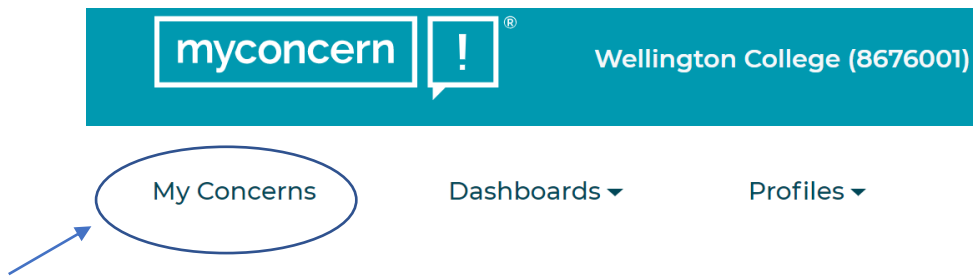 myconcern ! ®
Wellington College (8676001)
My Concerns Dashboards Profiles